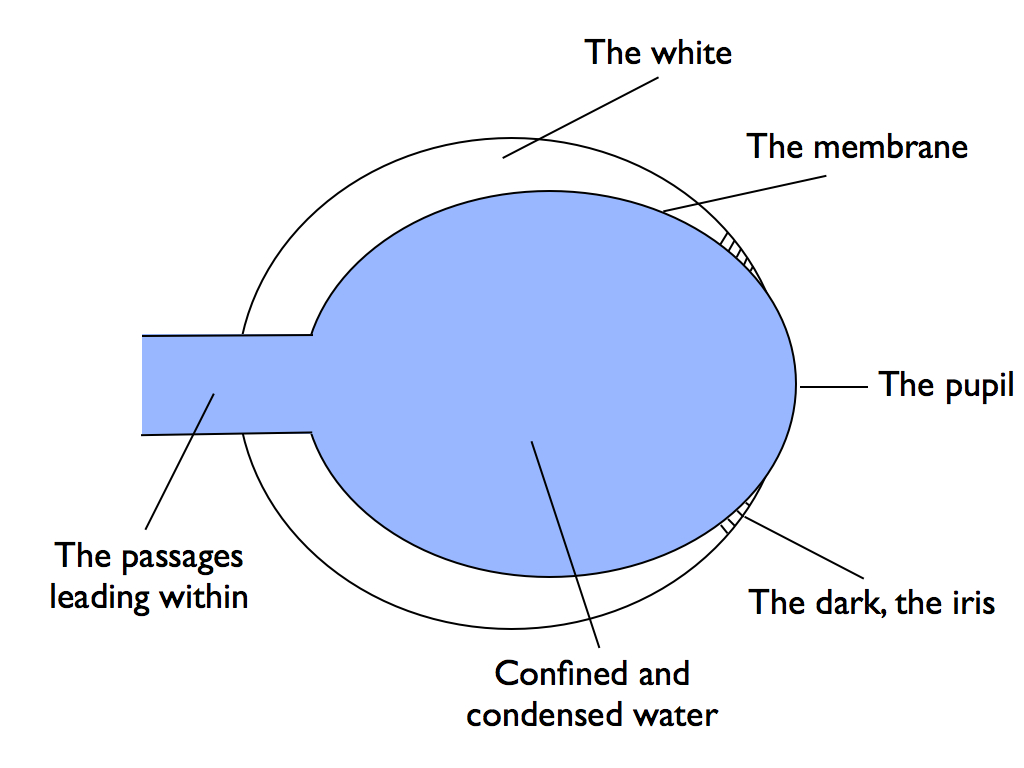 The white
The membrane
The pupil
The passages
leading within
The dark, the iris
Confined and
condensed water